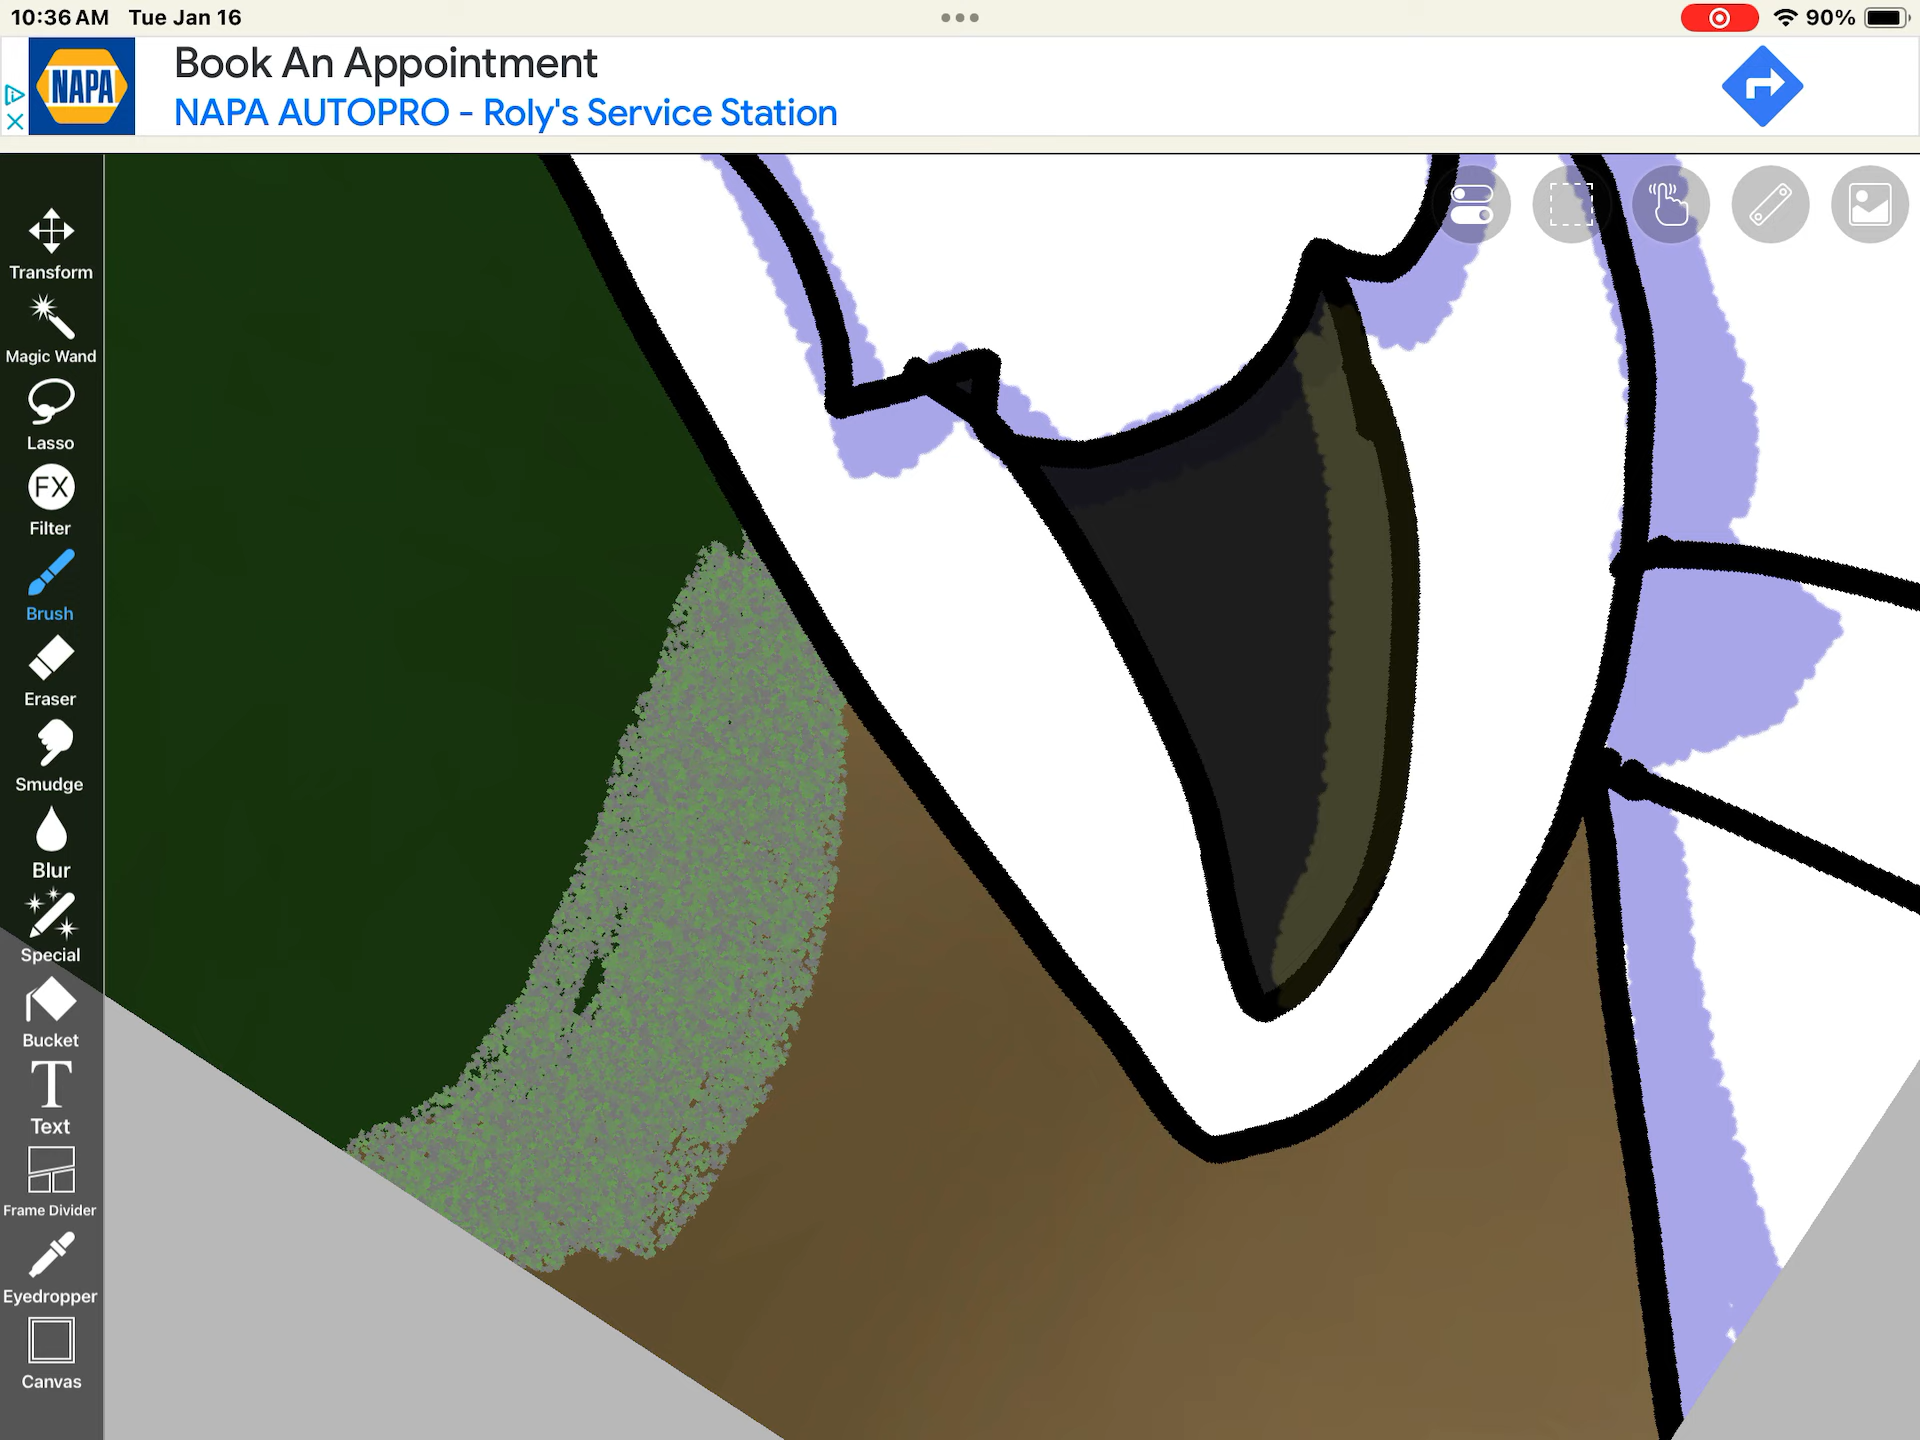 10:36 AM Tue Jan 16
90%
NAPA
Book An Appointment
NAPA AUTOPRO - Roly's Service Station
Transform
Magic Wand
Lasso
FX
Filter
Brush
Eraser
Smudge
Blur
Special
Bucket
T
Text
Frame Divider
Eyedropper
Canvas